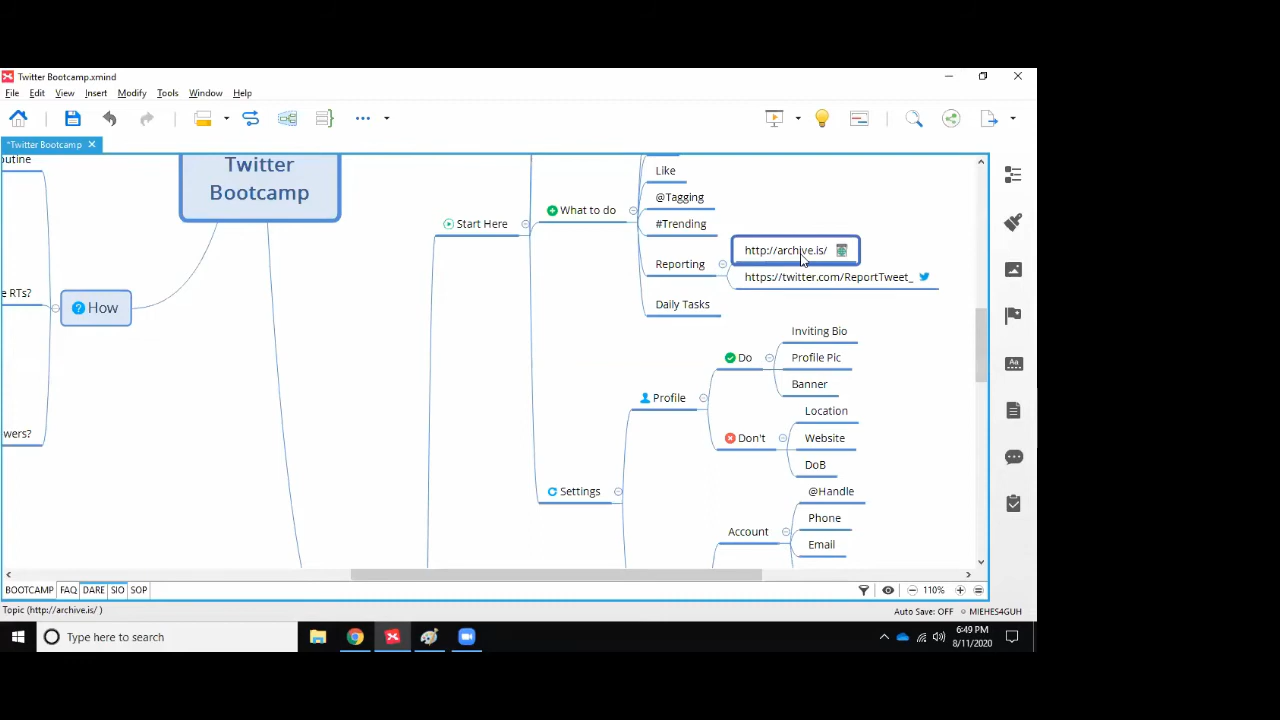 Twitter Bootcamp.xmind
File Edit View Insert Modify Tools Window Help
*Twitter Bootcamp
Twitter
Bootcamp
outine
e RTs?
How
wers?
Start Here
What to do
Like
@Tagging
#Trending
Reporting
http://archive.is/
https://twitter.com/ReportTweet_
Daily Tasks
Settings
Profile
Do
Inviting Bio
Profile Pic
Banner
Don't
Location
Website
DoB
Account
@Handle
Phone
Email
Aa
BOOTCAMP FAQ DARE SIO SOP
110%
Topic (http://archive.is/ )
Auto Save: OFF MIEHES4GUH
Type here to search
6:49 PM
8/11/2020